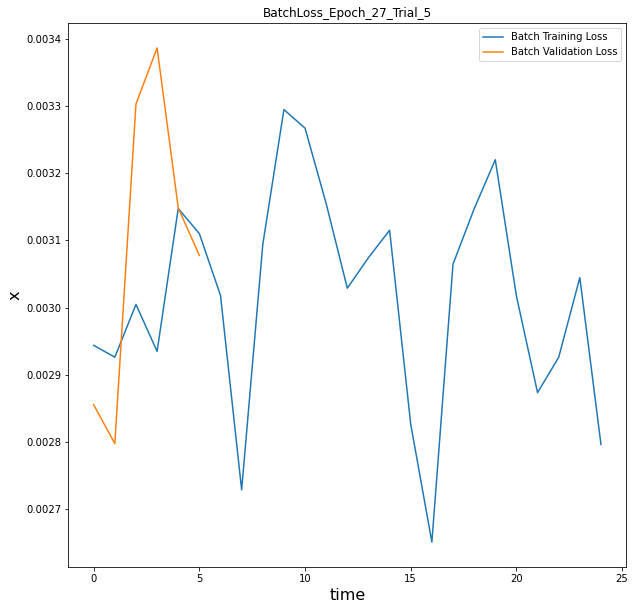 BatchLoss_Epoch_27_Trial_5
Batch Training Loss
Batch Validation Loss
0.0034
0.0033
0.0032
0.0031
0.0030
0.0029
0.0028
0.0027
x
0 5 10 15 20 25
time